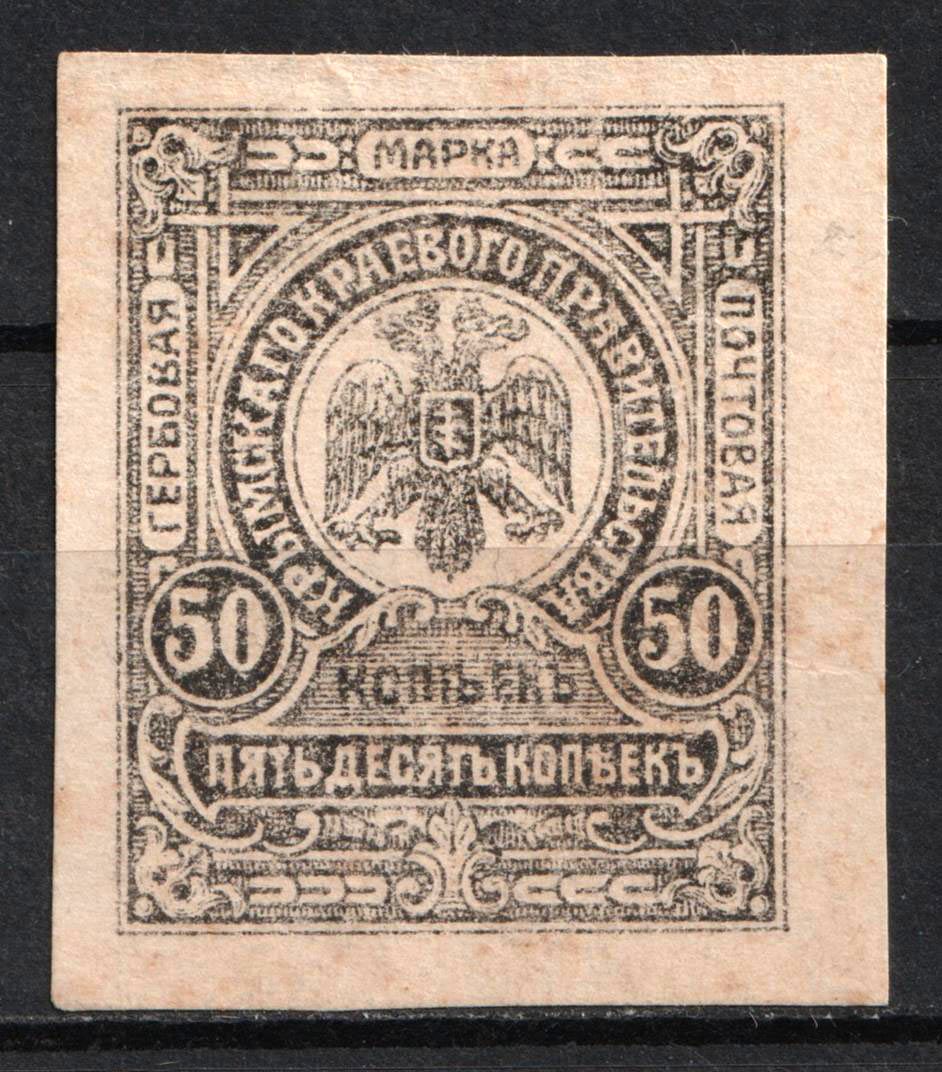 МАРКА
ГЕРБОВАЯ
ПОЧТОВАЯ
КРЫМСКАГО КРАЕВОГО ПРАВИТЕЛЬСТВА
50
50
КОПѢЕКЪ
ПЯТЬДЕСЯТЪ КОПѢЕКЪ